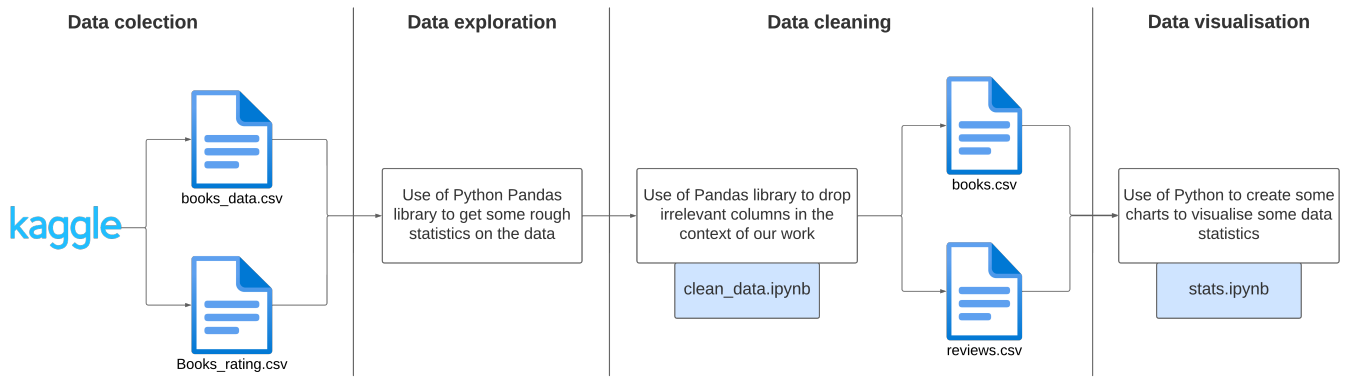 Data colection
Data exploration
Data cleaning
Data visualisation
kaggle
books_data.csv
Books_rating.csv
Use of Python Pandas
library to get some rough
statistics on the data
Use of Pandas library to drop
irrelevant columns in the
context of our work
clean_data.ipynb
books.csv
reviews.csv
Use of Python to create some
charts to visualise some data
statistics
stats.ipynb